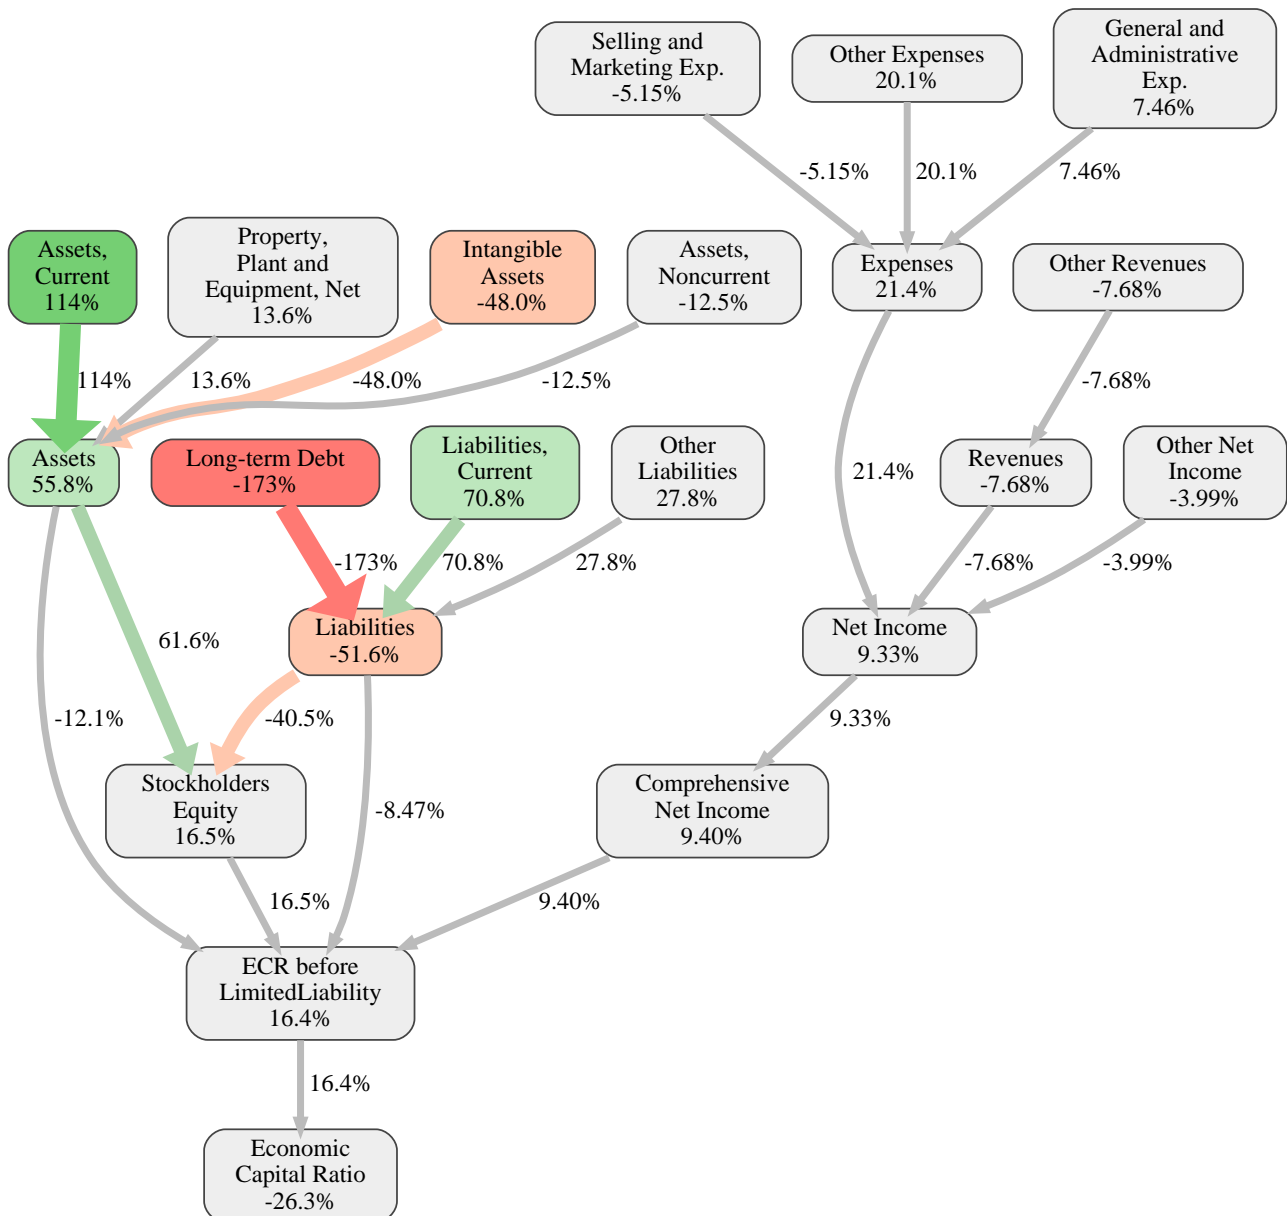 Selling and
Marketing Exp.
-5.15%
Other Expenses
20.1%
General and
Administrative
Exp.
7.46%
-5.15%
20.1%
7.46%
Assets,
Current
114%
Property,
Plant and
Equipment, Net
13.6%
Intangible
Assets
-48.0%
Assets,
Noncurrent
-12.5%
Expenses
21.4%
Other Revenues
-7.68%
114%
13.6%
-48.0%
-12.5%
-7.68%
Assets
55.8%
Long-term Debt
-173%
Liabilities,
Current
70.8%
Other
Liabilities
27.8%
21.4%
Revenues
-7.68%
Other Net
Income
-3.99%
-173%
70.8%
27.8%
-7.68%
-3.99%
61.6%
Liabilities
-51.6%
Net Income
9.33%
-12.1%
-40.5%
9.33%
Stockholders
Equity
16.5%
-8.47%
Comprehensive
Net Income
9.40%
16.5%
9.40%
ECR before
LimitedLiability
16.4%
16.4%
Economic
Capital Ratio
-26.3%